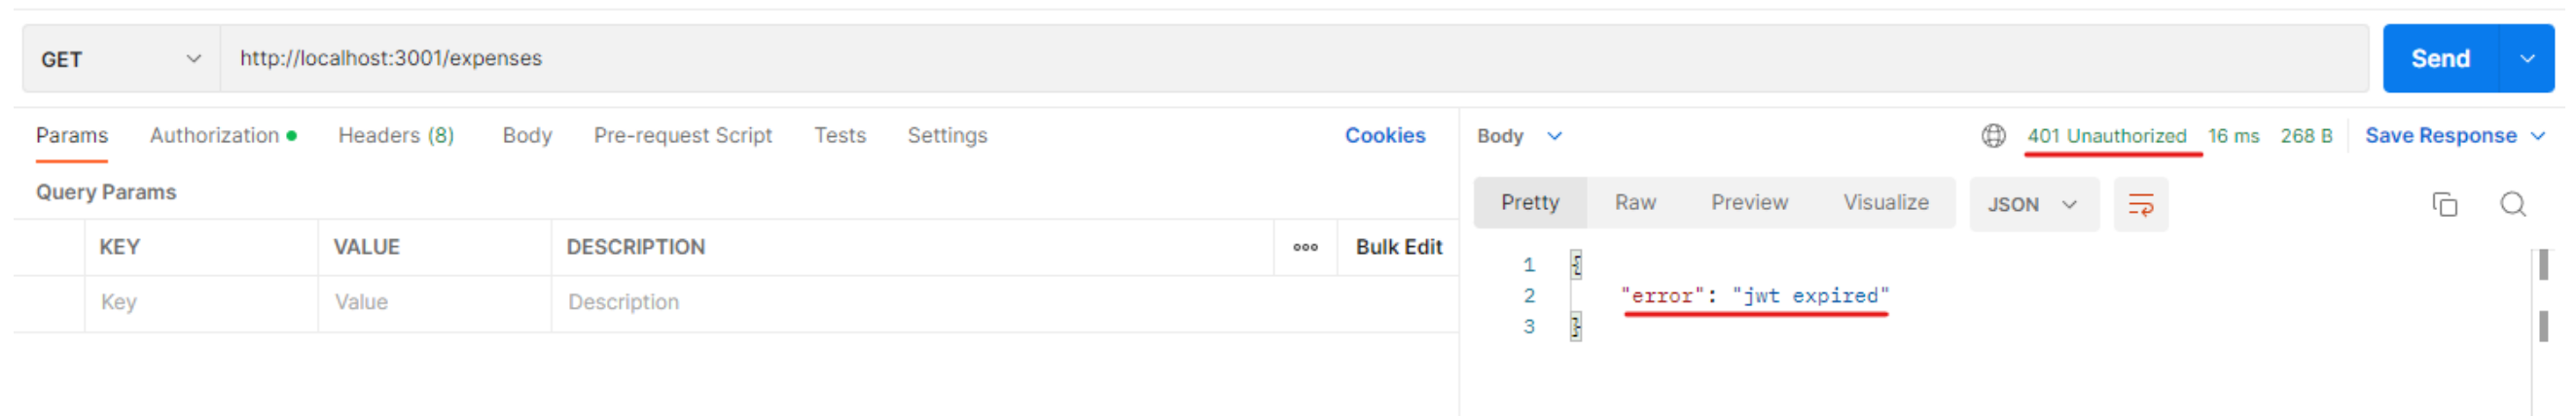 GET http://localhost:3001/expenses Send
Params Authorization Headers (8) Body Pre-request Script Tests Settings Cookies
Query Params
KEY VALUE DESCRIPTION ooo Bulk Edit
Key Value Description
Body 401 Unauthorized 16 ms 268 B Save Response
Pretty Raw Preview Visualize JSON
1 {
2 "error": "jwt expired"
3 }